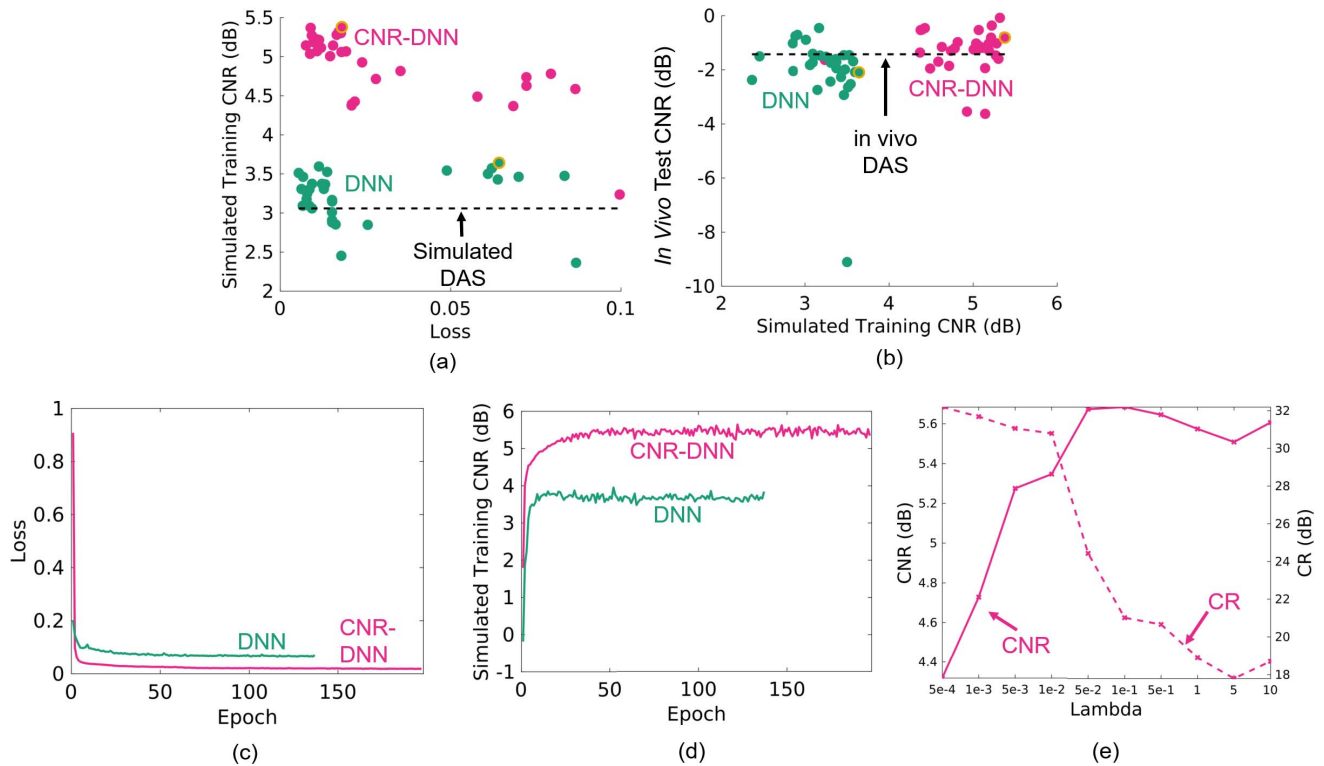 5.5
5
4.5
4
3.5
3
2.5
2
Simulated Training CNR (dB)
CNR-DNN
DNN
Simulated
DAS
0
0.05
0.1
Loss
(a)
0
-2
-4
-6
-8
-10
In Vivo Test CNR (dB)
DNN
CNR-DNN
in vivo
DAS
2
3
4
5
6
Simulated Training CNR (dB)
(b)
1
0.8
0.6
0.4
0.2
0
Loss
DNN
CNR-
DNN
0
50
100
150
Epoch
(c)
6
5
4
3
2
1
0
-1
Simulated Training CNR (dB)
CNR-DNN
DNN
0
50
100
150
Epoch
(d)
5.6
5.4
5.2
5
4.8
4.6
4.4
CNR (dB)
CNR
CR
32
30
28
26
24
22
20
18
CR (dB)
5e-4
1e-3
5e-3
1e-2
5e-2
1e-1
5e-1
1
5
10
Lambda
(e)